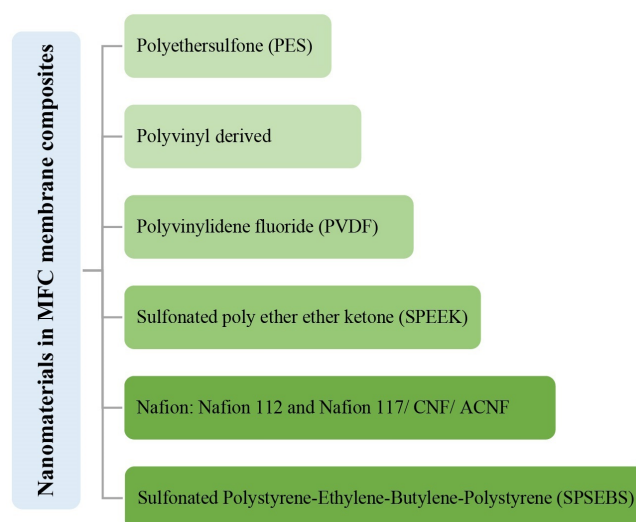 Nanomaterials in MFC membrane composites
Polyethersulfone (PES)
Polyvinyl derived
Polyvinylidene fluoride (PVDF)
Sulfonated poly ether ether ketone (SPEEK)
Nafion: Nafion 112 and Nafion 117/ CNF/ ACNF
Sulfonated Polystyrene-Ethylene-Butylene-Polystyrene (SPSEBS)